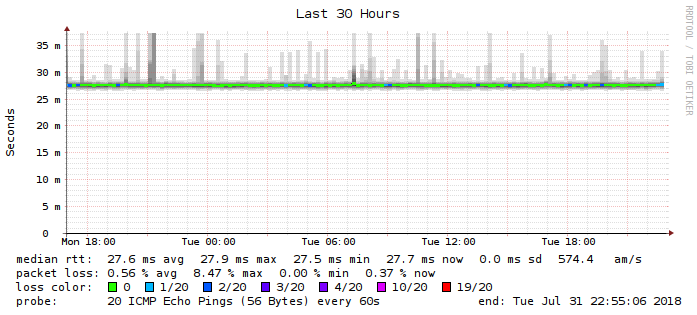 Last 30 Hours
RRDTOOL / TOBI OETIKER
Seconds
35 m
30 m
25 m
20 m
15 m
10 m
5 m
0
Mon 18:00 Tue 00:00 Tue 06:00 Tue 12:00 Tue 18:00
median rtt: 27.6 ms avg 27.9 ms max 27.5 ms min 27.7 ms now 0.0 ms sd 574.4 am/s
packet loss: 0.56 % avg 8.47 % max 0.00 % min 0.37 % now
loss color: 0 1/20 2/20 3/20 4/20 10/20 19/20
probe: 20 ICMP Echo Pings (56 Bytes) every 60s end: Tue Jul 31 22:55:06 2018